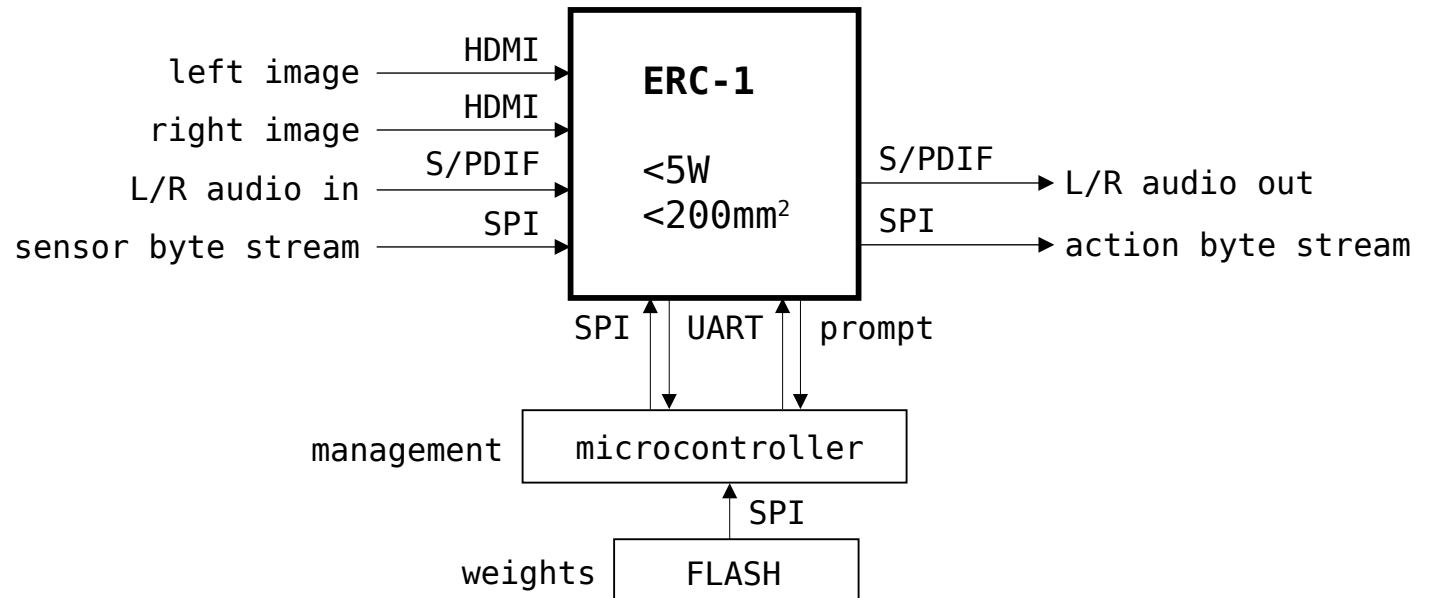 left image
HDMI
right image
HDMI
L/R audio in
S/PDIF
sensor byte stream
SPI
ERC-1
<5W
<200mm²
S/PDIF
L/R audio out
SPI
action byte stream
SPI
UART
prompt
management
microcontroller
SPI
weights
FLASH